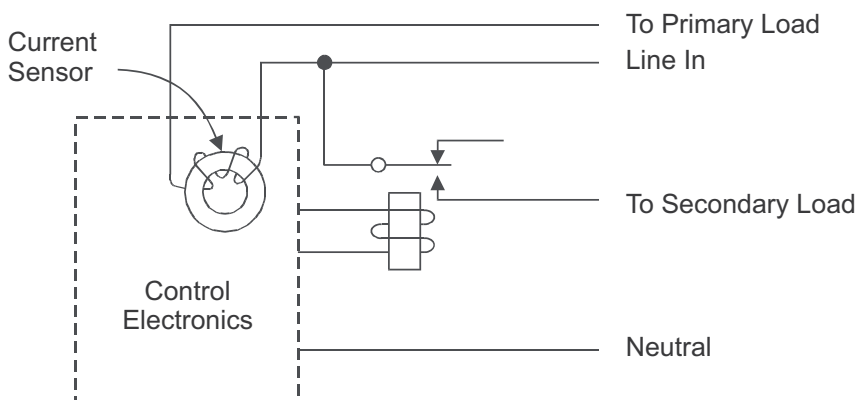 To Primary Load
Line In
Current
Sensor
To Secondary Load
Control
Electronics
Neutral